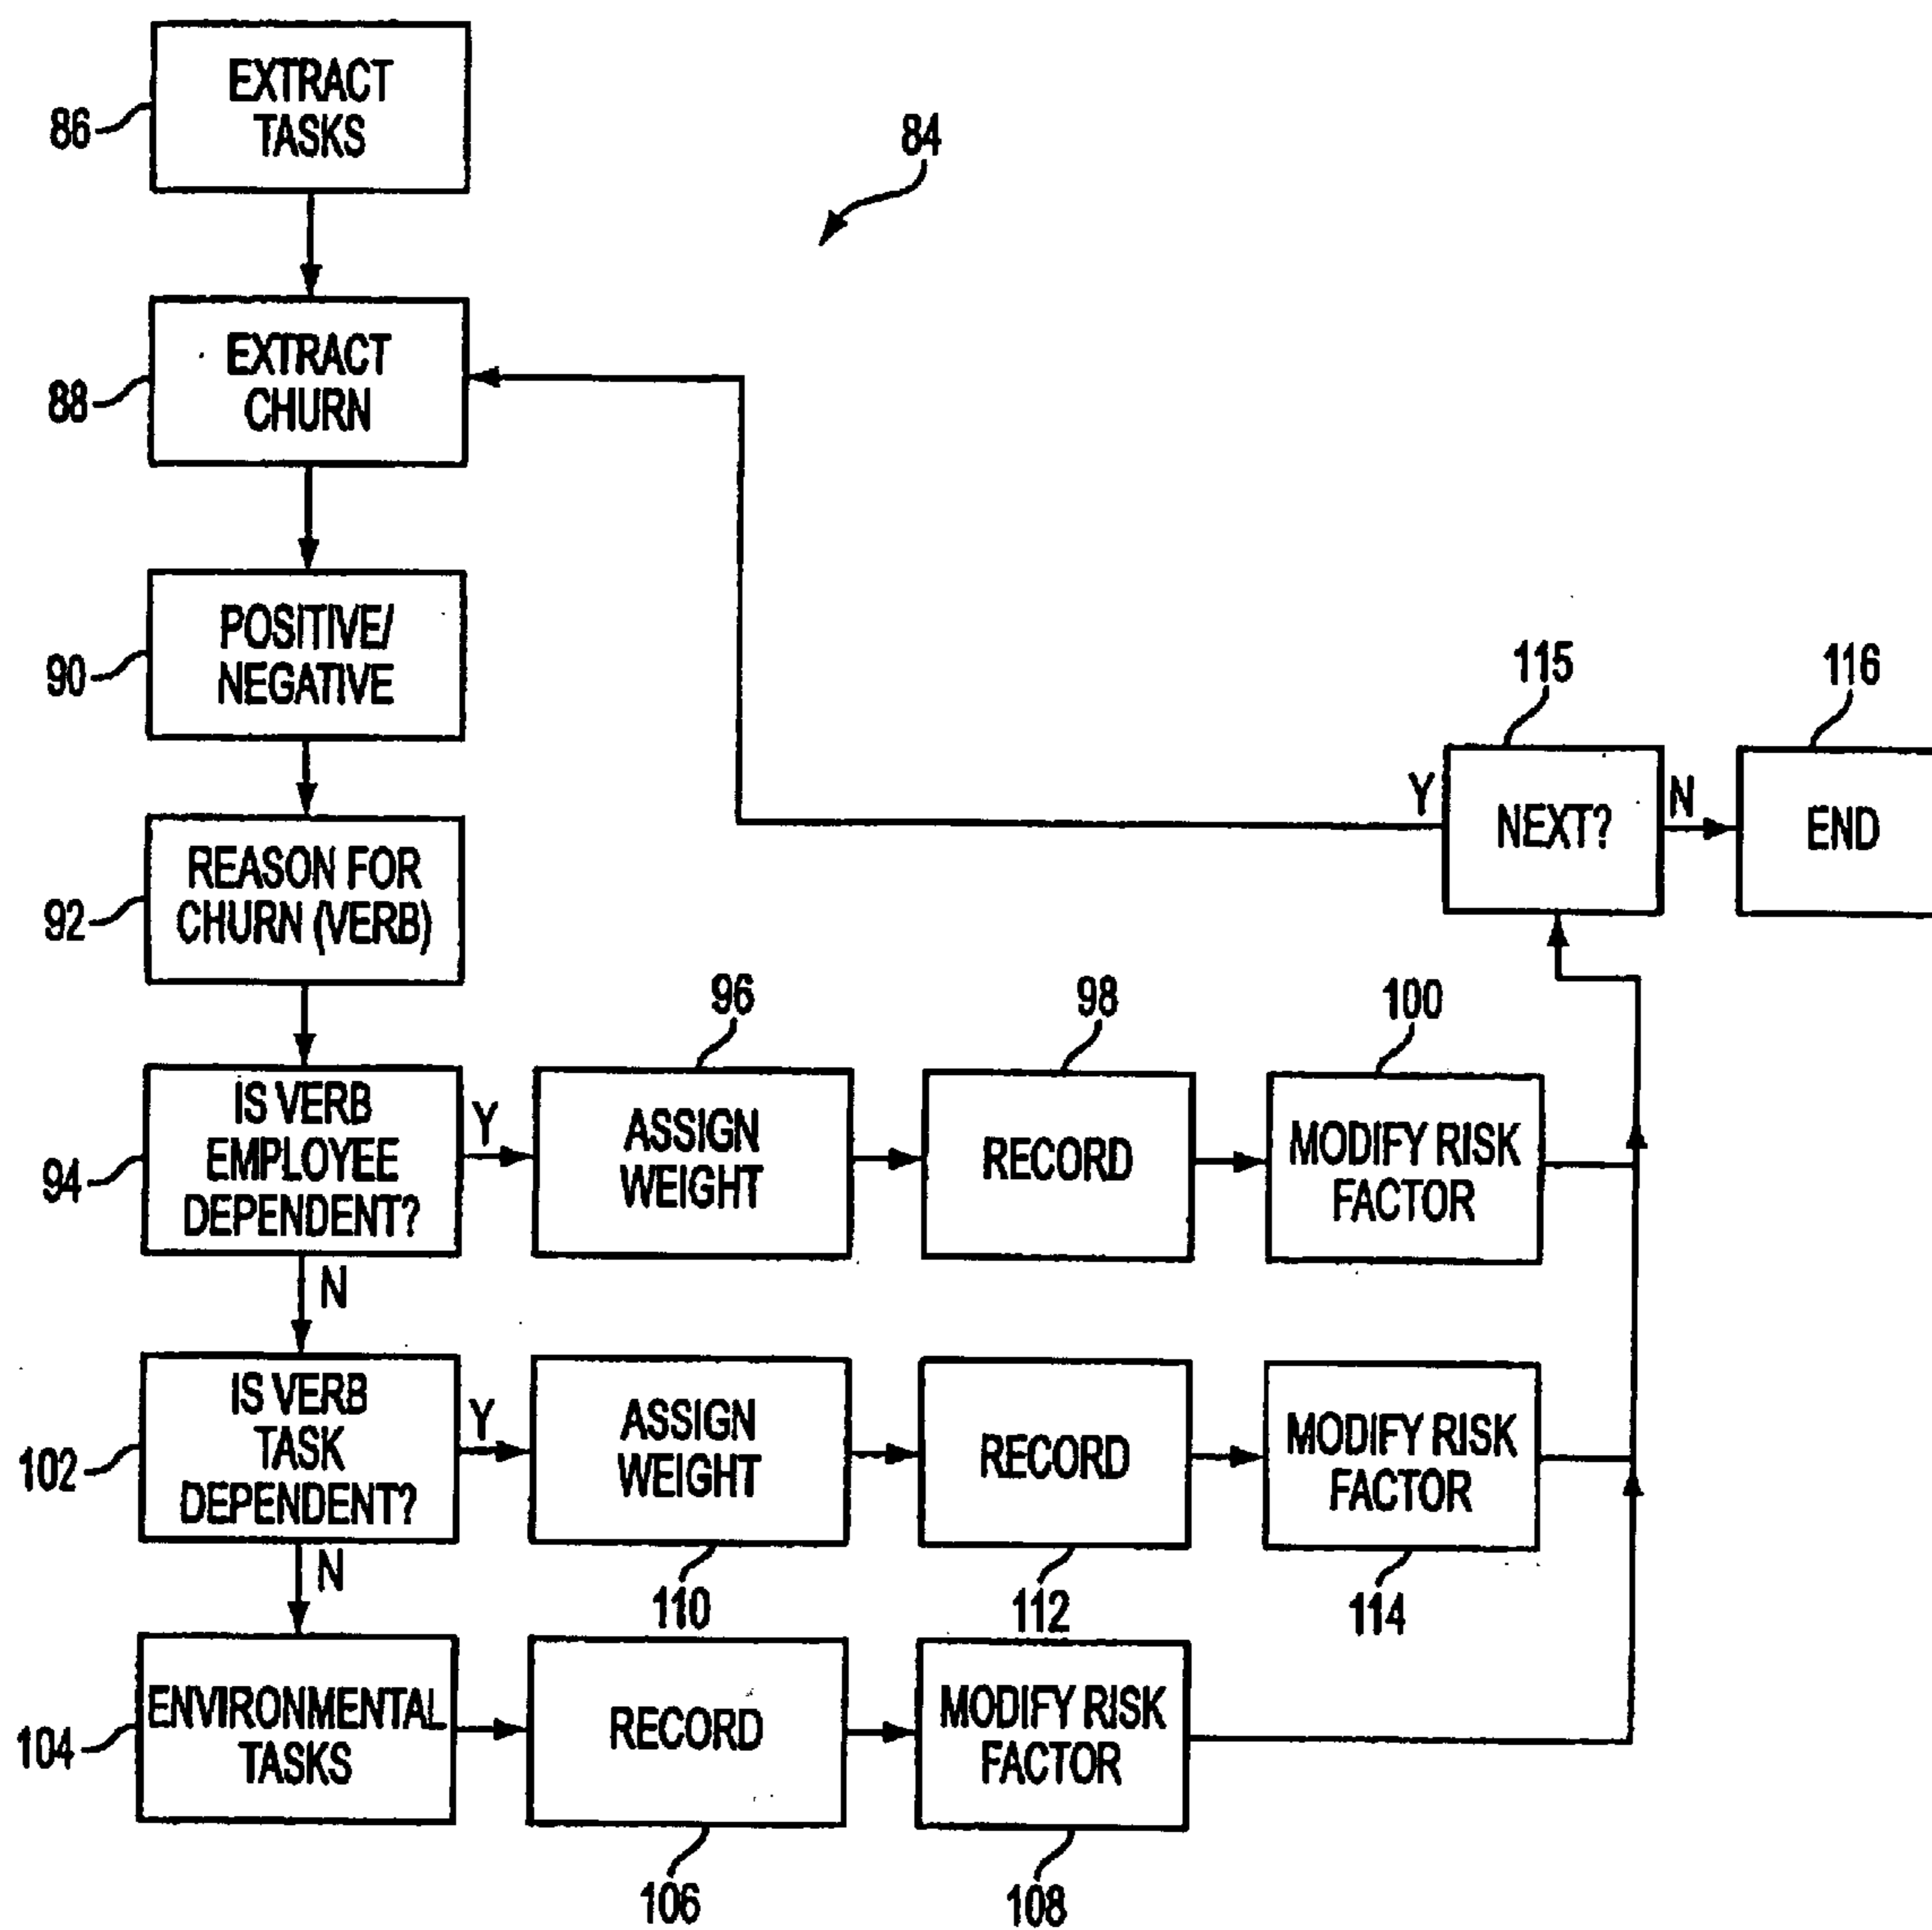 EXTRACT
TASKS
86
84
EXTRACT
CHURN
88
POSITIVE/
NEGATIVE
90
115
116
Y
NEXT?
N
END
REASON FOR
CHURN (VERB)
92
96
98
100
IS VERB
EMPLOYEE
DEPENDENT?
94
Y
ASSIGN
WEIGHT
RECORD
MODIFY RISK
FACTOR
N
IS VERB
TASK
DEPENDENT?
102
Y
ASSIGN
WEIGHT
RECORD
MODIFY RISK
FACTOR
N
110
112
114
ENVIRONMENTAL
TASKS
104
RECORD
MODIFY RISK
FACTOR
106
108